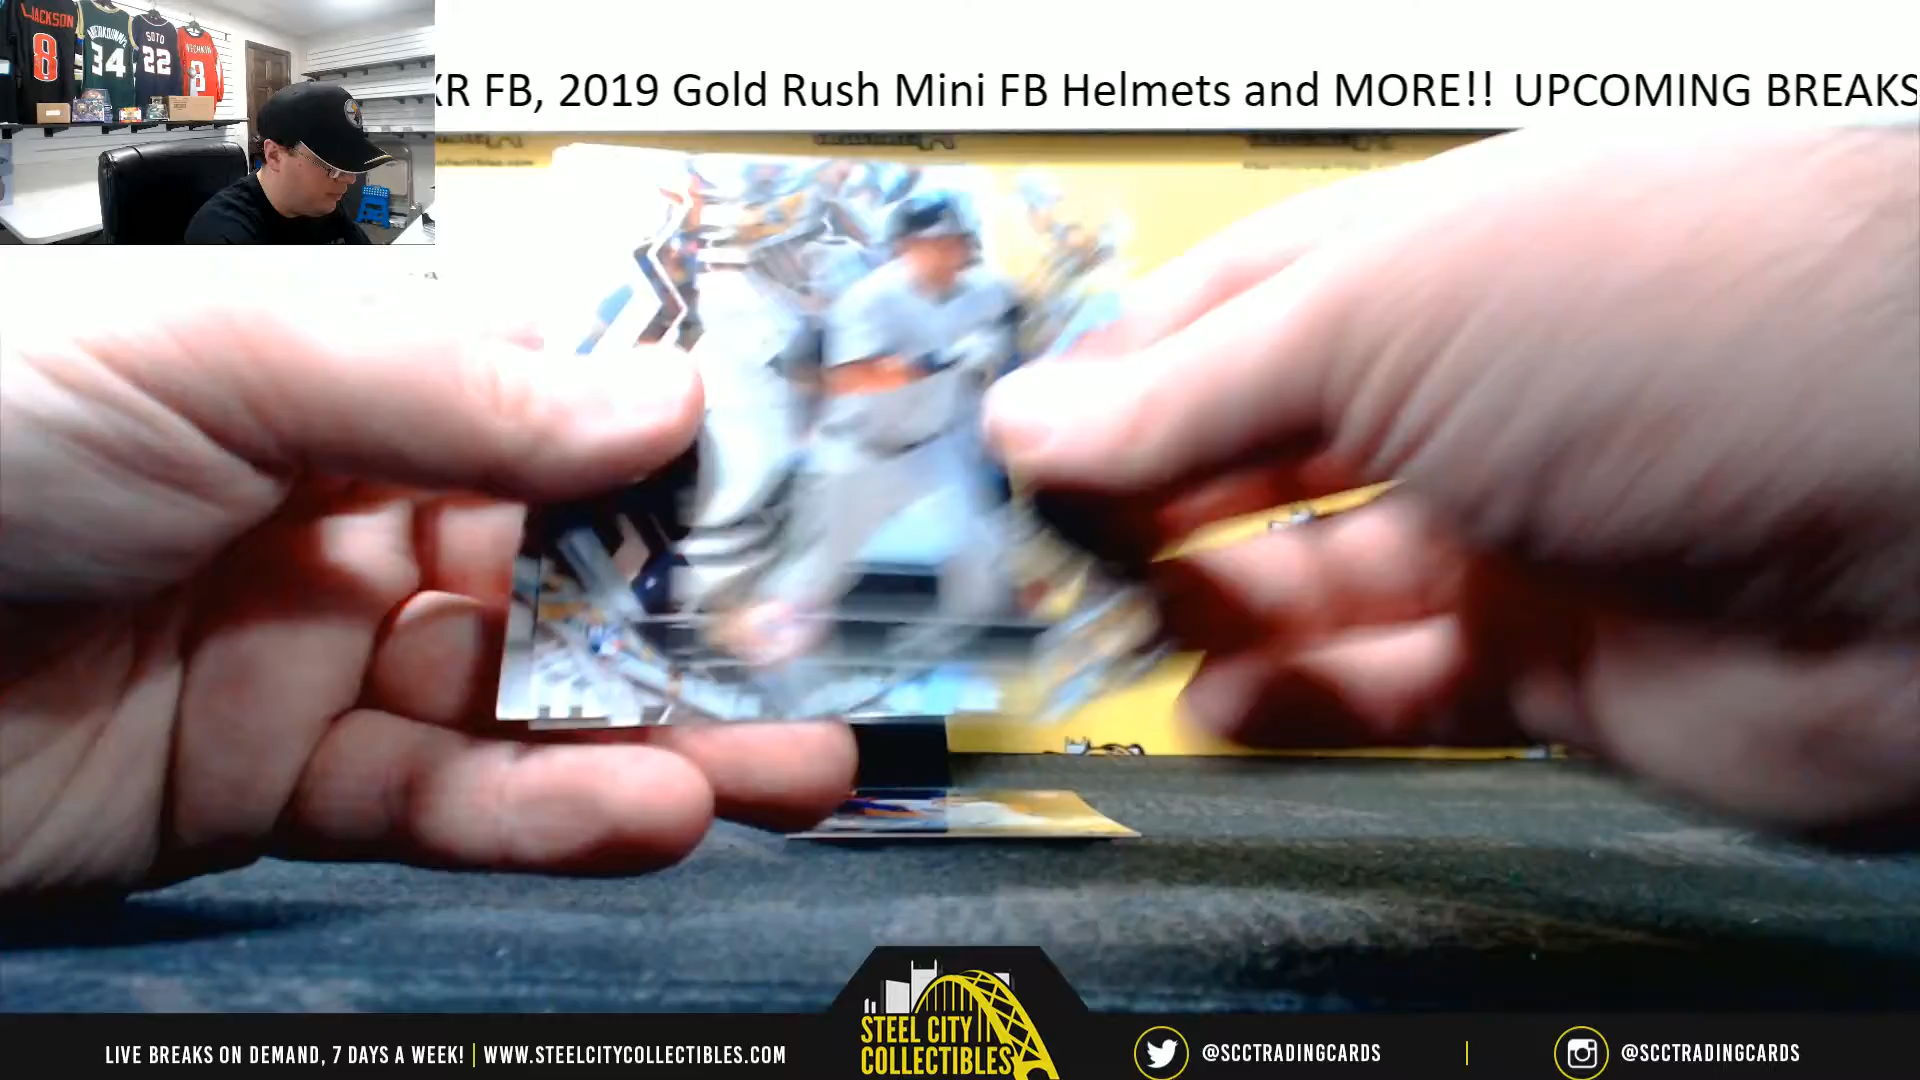 JACKSON
8
34
SOTO
22
8
KR FB, 2019 Gold Rush Mini FB Helmets and MORE!! UPCOMING BREAKS
LIVE BREAKS ON DEMAND, 7 DAYS A WEEK! | WWW.STEELCITYCOLLECTIBLES.COM
STEEL CITY
COLLECTIBLES
@SCCTRADINGCARDS
@SCCTRADINGCARDS